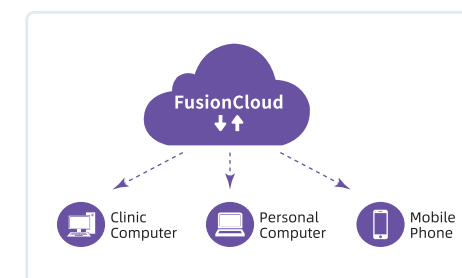 FusionCloud
Clinic
Computer
Personal
Computer
Mobile
Phone